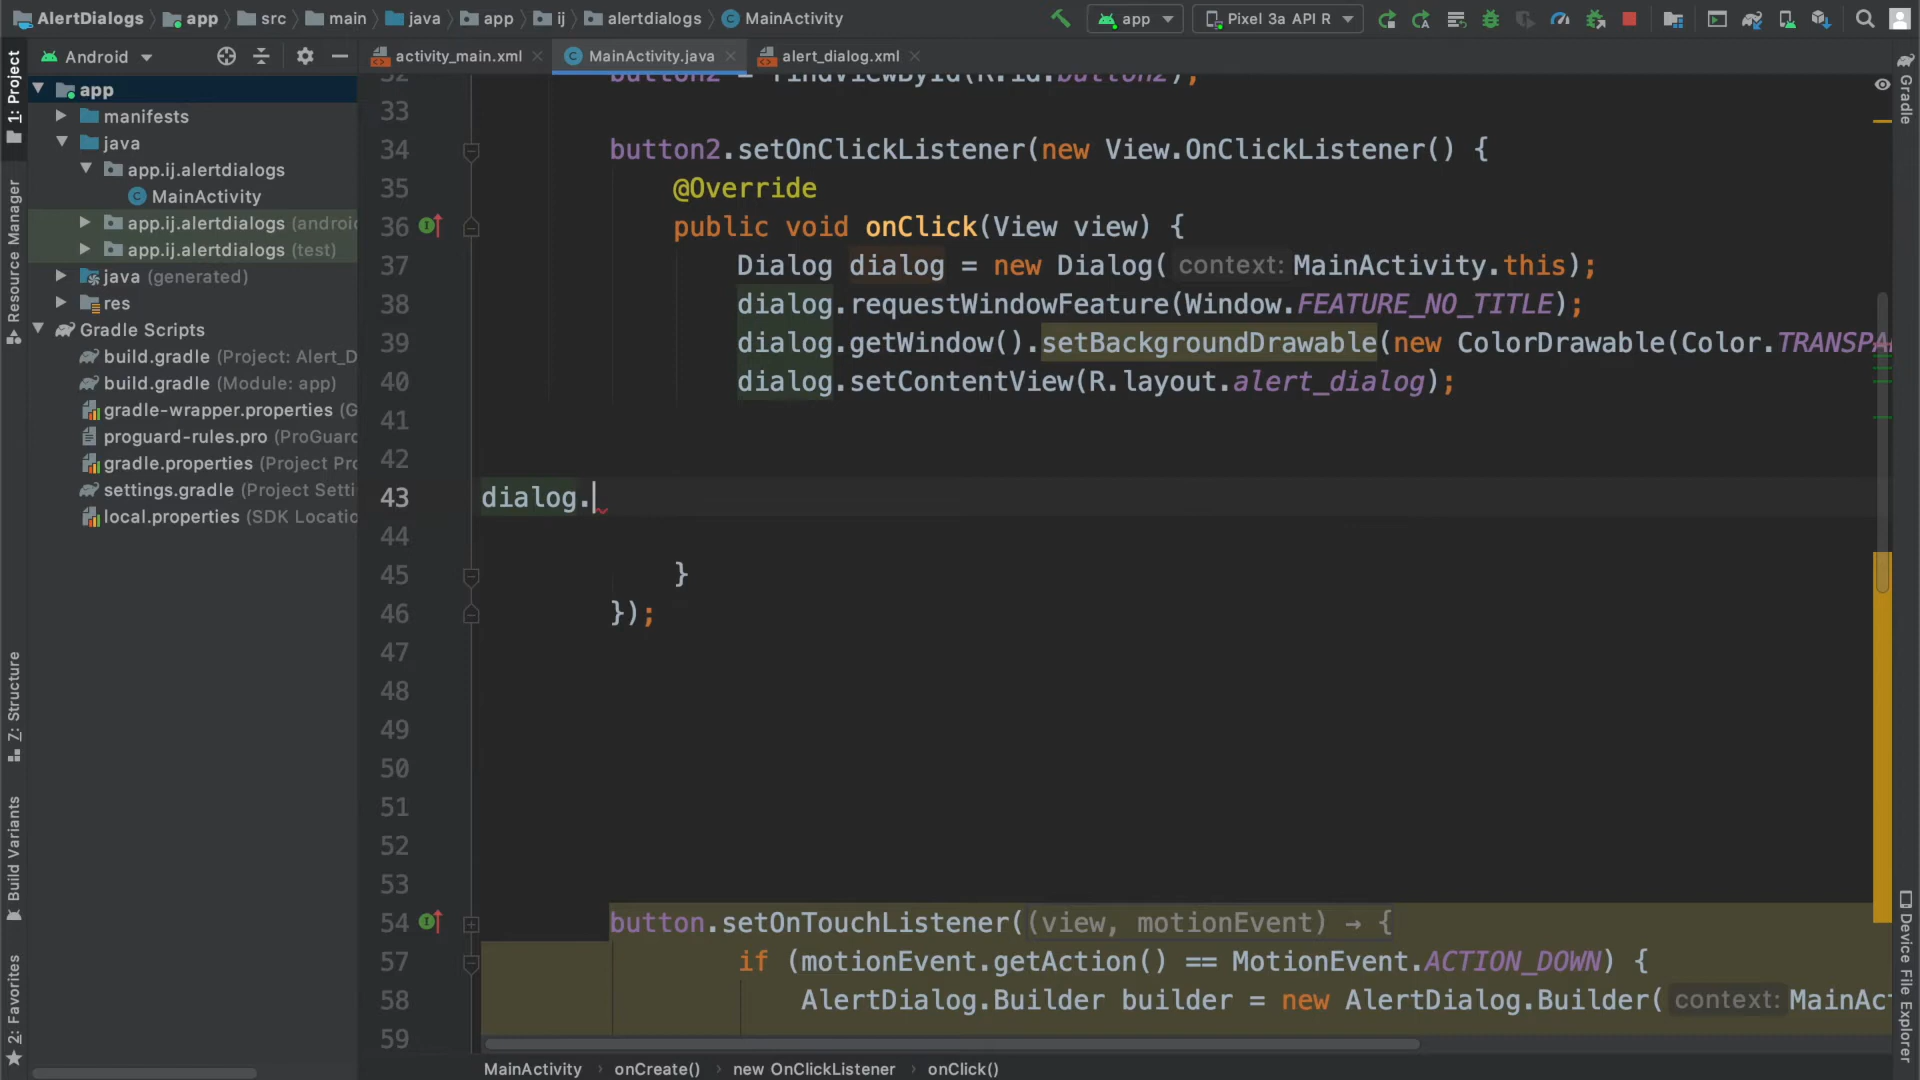 AlertDialogs app src main java app ij alertdialogs MainActivity app Pixel 3a API R
Android activity_main.xml MainActivity.java alert_dialog.xml
1: Project
Resource Manager
Z: Structure
Build Variants
2: Favorites
app
manifests
java
app.ij.alertdialogs
MainActivity
app.ij.alertdialogs (androi
app.ij.alertdialogs (test)
java (generated)
res
Gradle Scripts
build.gradle (Project: Alert_D
build.gradle (Module: app)
gradle-wrapper.properties (G
proguard-rules.pro (ProGuard
gradle.properties (Project Pro
settings.gradle (Project Setti
local.properties (SDK Locatio
32 button2 = findViewById(R.id.button2);
33
34 button2.setOnClickListener(new View.OnClickListener() {
35 @Override
36 public void onClick(View view) {
37 Dialog dialog = new Dialog( context: MainActivity.this);
38 dialog.requestWindowFeature(Window.FEATURE_NO_TITLE);
39 dialog.getWindow().setBackgroundDrawable(new ColorDrawable(Color.TRANSPA
40 dialog.setContentView(R.layout.alert_dialog);
41
42
43 dialog.
44
45 }
46 });
47
48
49
50
51
52
53
54 button.setOnTouchListener((view, motionEvent) → {
57 if (motionEvent.getAction() == MotionEvent.ACTION_DOWN) {
58 AlertDialog.Builder builder = new AlertDialog.Builder( context: MainAc
59
MainActivity › onCreate() › new OnClickListener › onClick()
Gradle
Device File Explorer